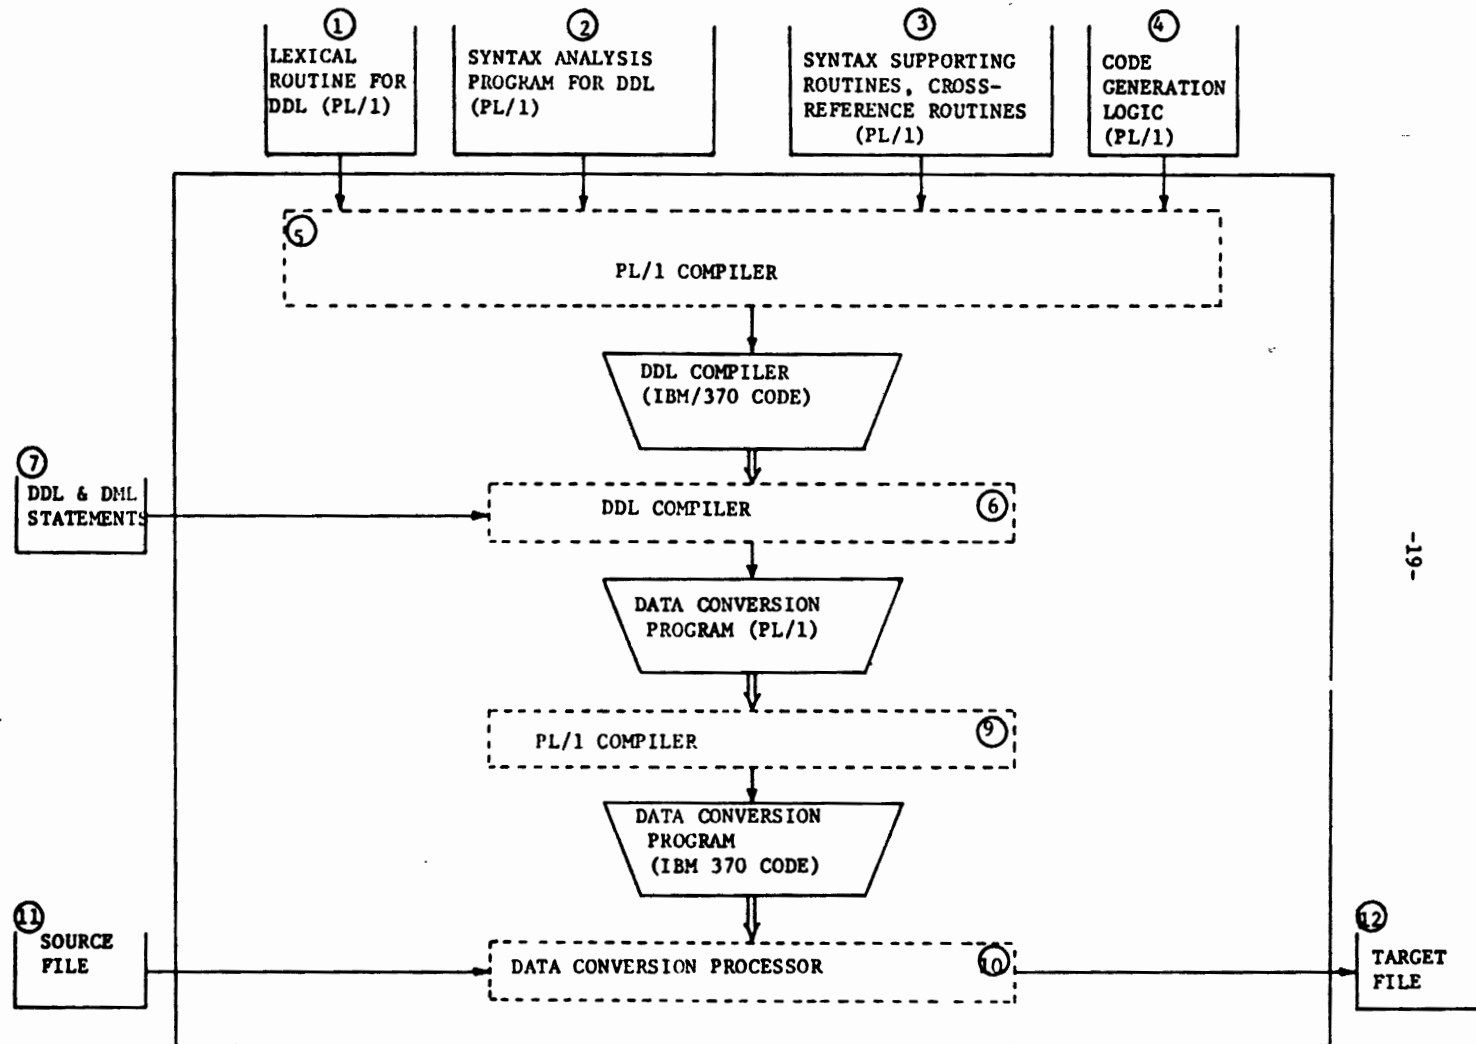 1
LEXICAL
ROUTINE FOR
DDL (PL/1)
2
SYNTAX ANALYSIS
PROGRAM FOR DDL
(PL/1)
3
SYNTAX SUPPORTING
ROUTINES, CROSS-
REFERENCE ROUTINES
(PL/1)
4
CODE
GENERATION
LOGIC
(PL/1)
5
PL/1 COMPILER
DDL COMPILER
(IBM/370 CODE)
7
DDL & DML
STATEMENTS
DDL COMPILER
6
DATA CONVERSION
PROGRAM (PL/1)
-19-
PL/1 COMPILER
9
DATA CONVERSION
PROGRAM
(IBM 370 CODE)
11
SOURCE
FILE
DATA CONVERSION PROCESSOR
10
12
TARGET
FILE